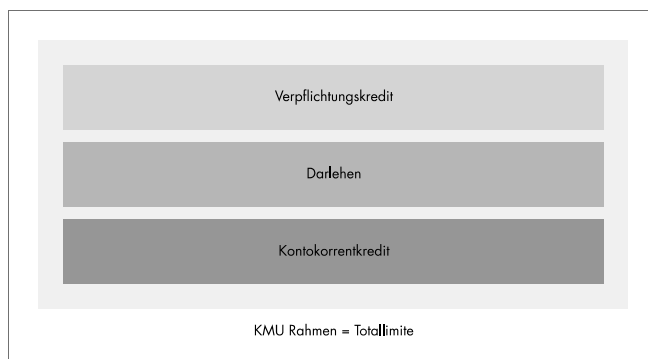 Verpflichtungskredit
Darlehen
Kontokorrentkredit
KMU Rahmen = Totallimite